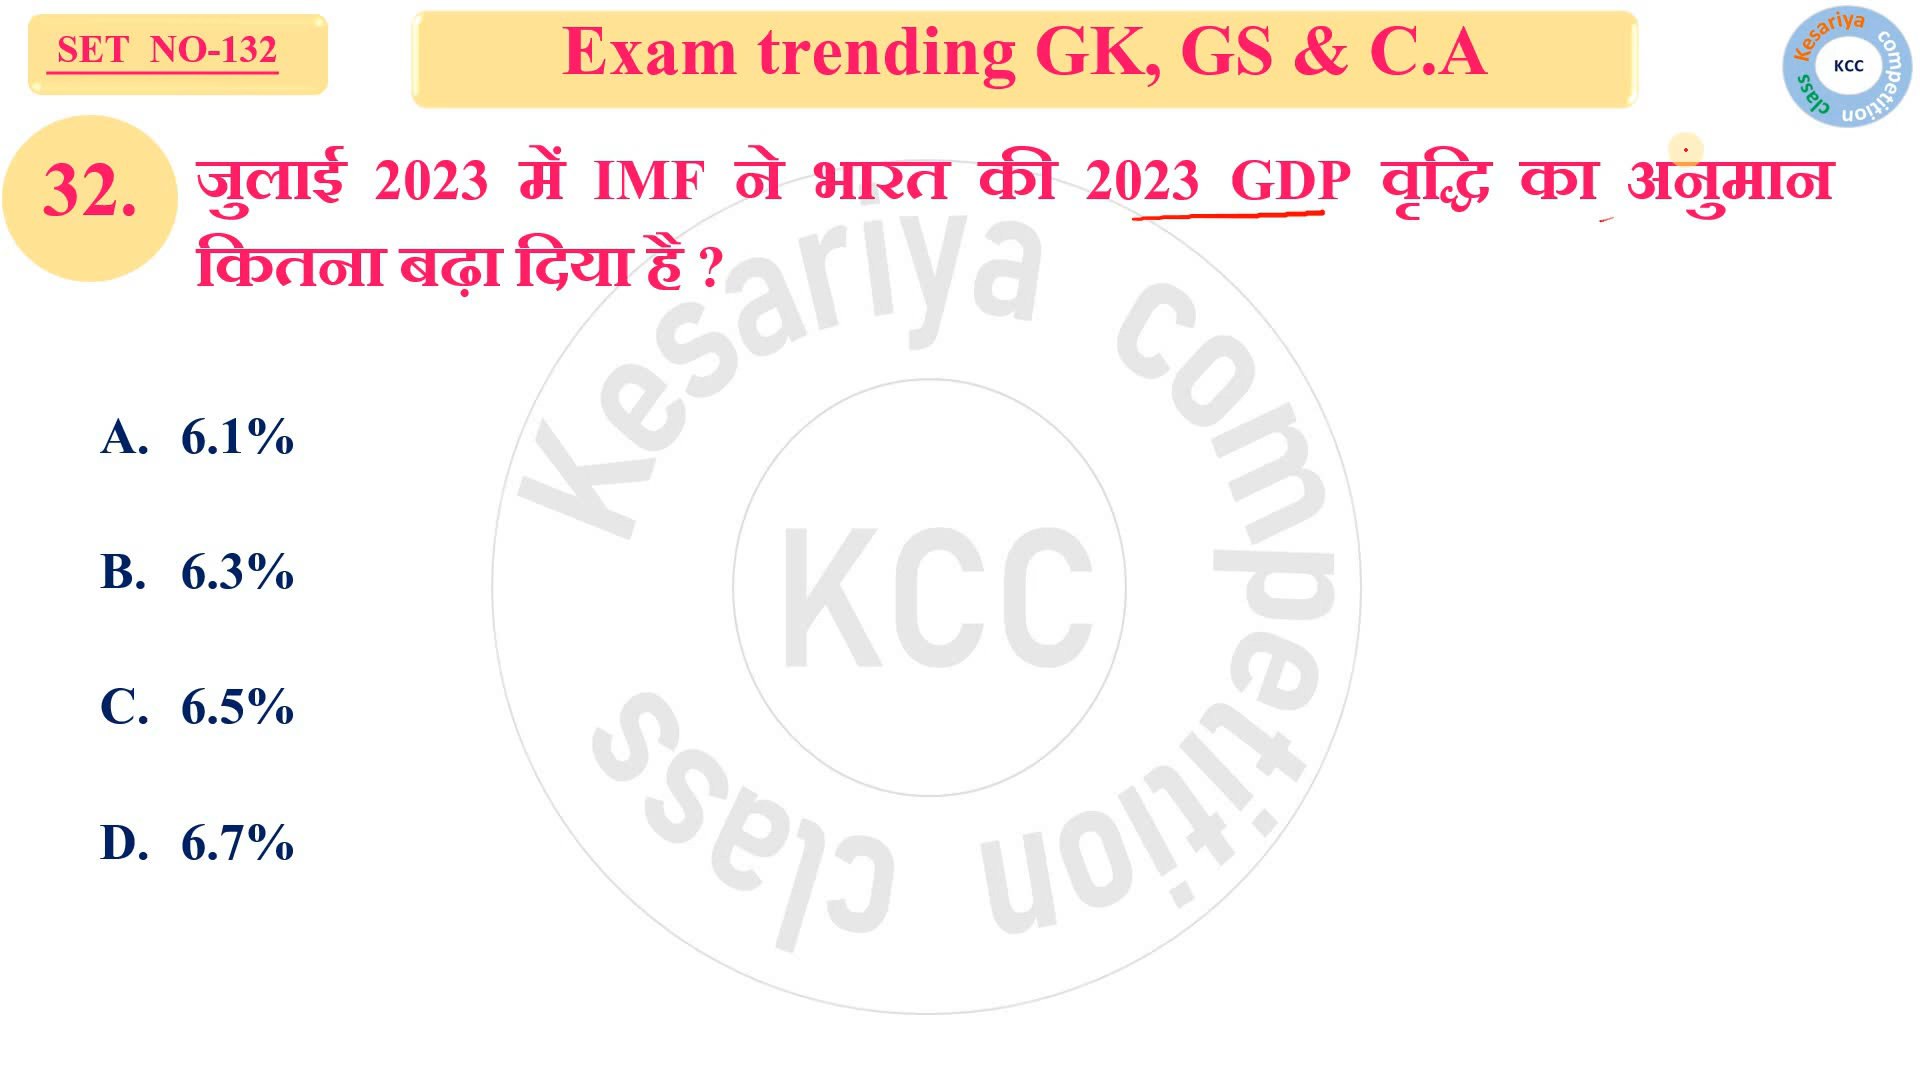 SET NO-132
Exam trending GK, GS & C.A
Kesariya competition class
KCC
32.
जुलाई 2023 में IMF ने भारत की 2023 GDP वृद्धि का अनुमान
कितना बढ़ा दिया है ?
A. 6.1%
B. 6.3%
C. 6.5%
D. 6.7%
Kesariya competition class
KCC